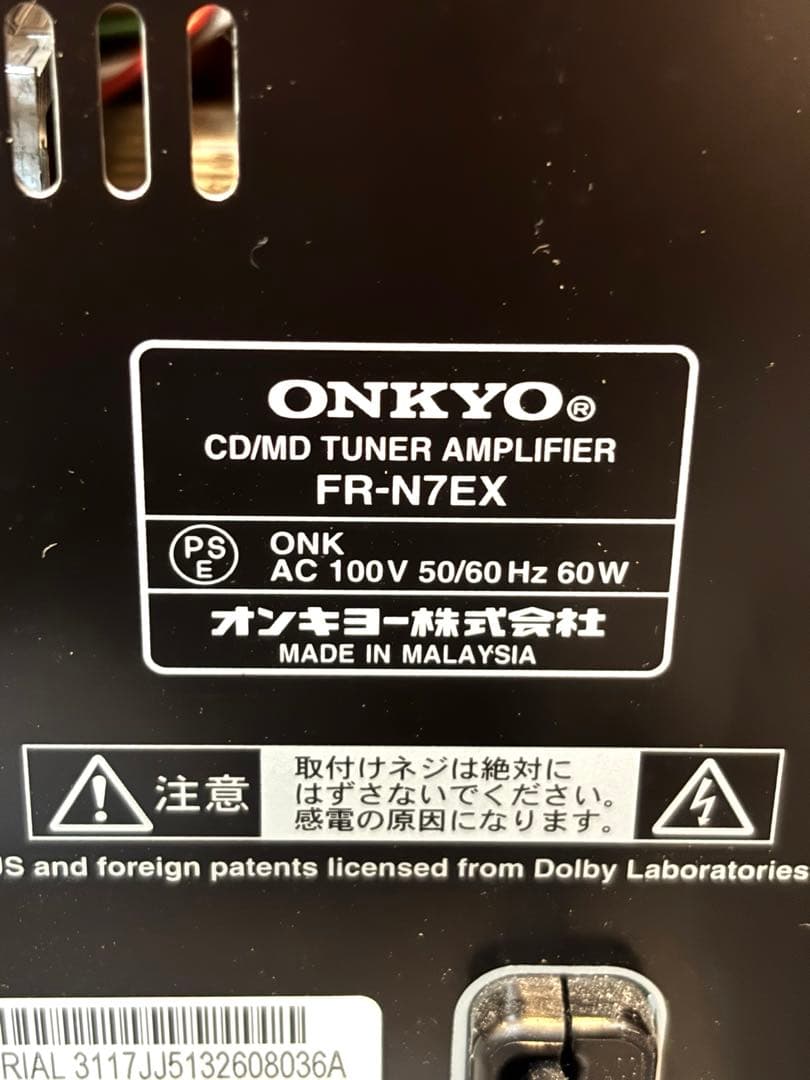 ONKYO®
CD/MD TUNER AMPLIFIER
FR-N7EX
PS
E
ONK
AC 100V 50/60Hz 60W
オンキヨー株式会社
MADE IN MALAYSIA
注意
取付けネジは絶対に
はずさないでください。
感電の原因になります。
US and foreign patents licensed from Dolby Laboratories
RIAL 3117JJ5132608036A